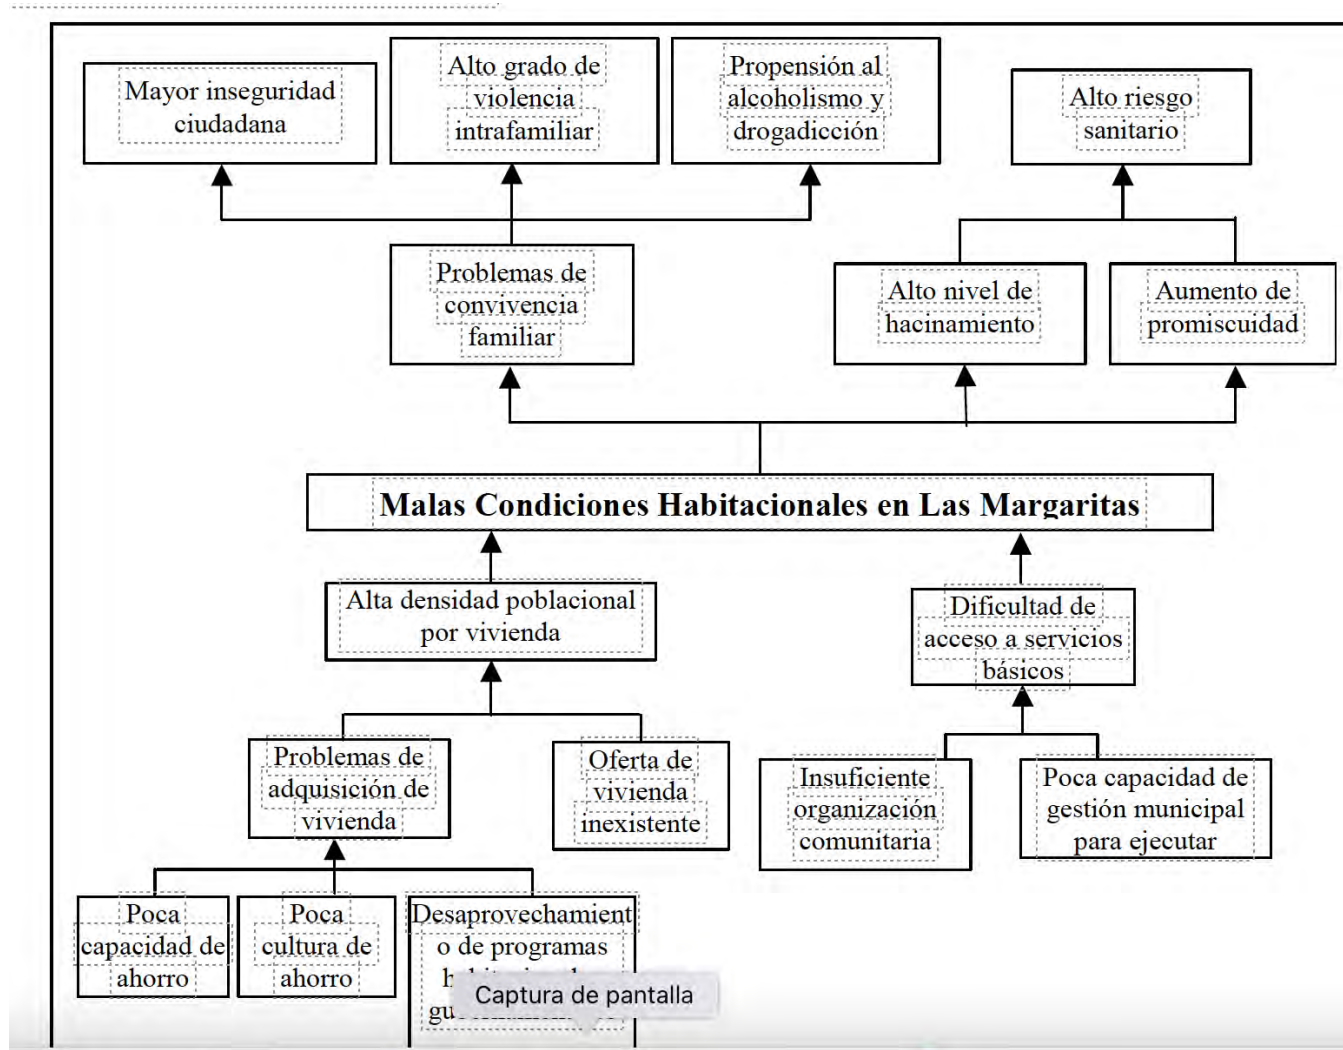 Mayor inseguridad
ciudadana
Alto grado de
violencia
intrafamiliar
Propensión al
alcoholismo y
drogadicción
Alto riesgo
sanitario
Problemas de
convivencia
familiar
Alto nivel de
hacinamiento
Aumento de
promiscuidad
Malas Condiciones Habitacionales en Las Margaritas
Alta densidad poblacional
por vivienda
Dificultad de
acceso a servicios
básicos
Problemas de
adquisición de
vivienda
Oferta de
vivienda
inexistente
Insuficiente
organización
comunitaria
Poca capacidad de
gestión municipal
para ejecutar
Poca
capacidad de
ahorro
Poca
cultura de
ahorro
Desaprovechamient
o de programas
Captura de pantalla